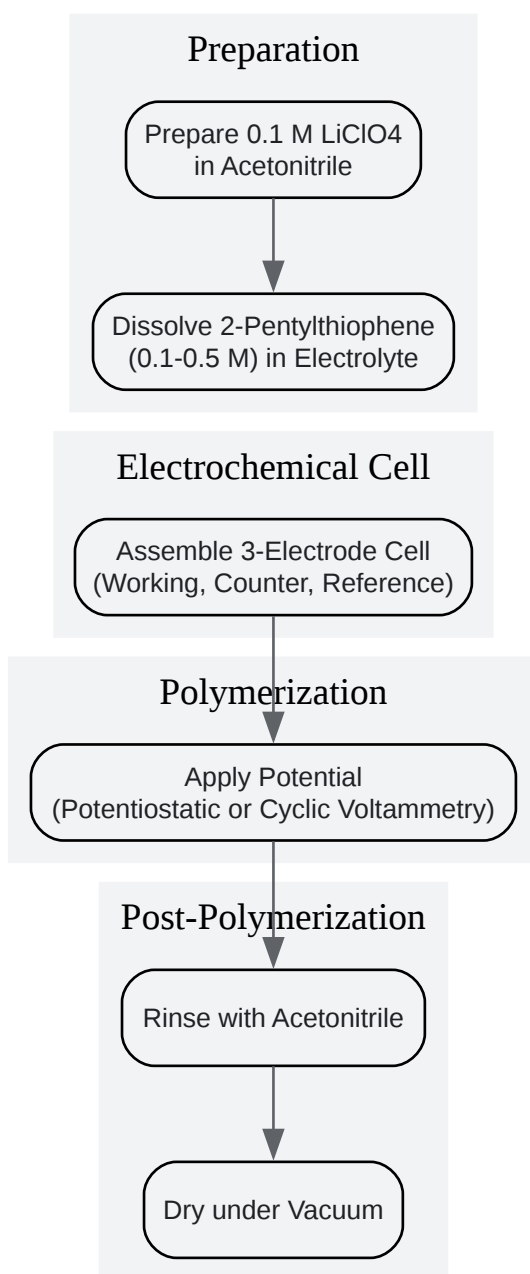 Preparation
Prepare 0.1 M LiClO4
in Acetonitrile
Dissolve 2-Pentylthiophene
(0.1-0.5 M) in Electrolyte
Electrochemical Cell
Assemble 3-Electrode Cell
(Working, Counter, Reference)
Polymerization
Apply Potential
(Potentiostatic or Cyclic Voltammetry)
Post-Polymerization
Rinse with Acetonitrile
Dry under Vacuum